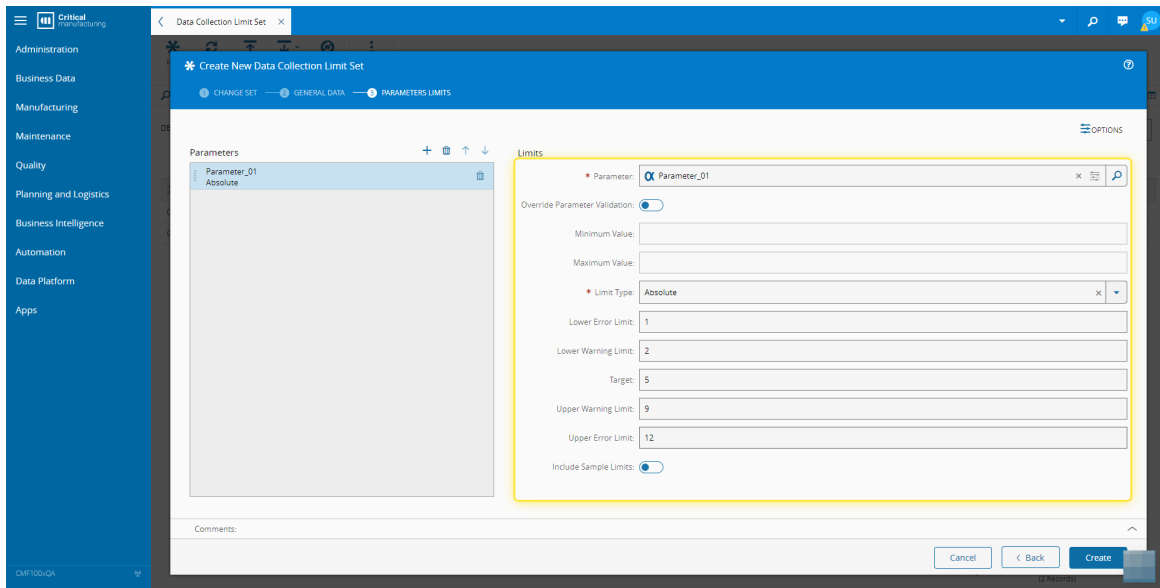 Critical
manufacturing
Data Collection Limit Set
SU
Administration
Business Data
Manufacturing
Maintenance
Quality
Planning and Logistics
Business Intelligence
Automation
Data Platform
Apps
CMF100xQA
Create New Data Collection Limit Set
1 CHANGE SET 2 GENERAL DATA 3 PARAMETERS LIMITS
OPTIONS
Parameters
Parameter_01
Absolute
Limits
* Parameter: Parameter_01
Override Parameter Validation:
Minimum Value:
Maximum Value:
* Limit Type: Absolute
Lower Error Limit: 1
Lower Warning Limit: 2
Target: 5
Upper Warning Limit: 9
Upper Error Limit: 12
Include Sample Limits:
Comments:
Cancel < Back Create
(2 Records)